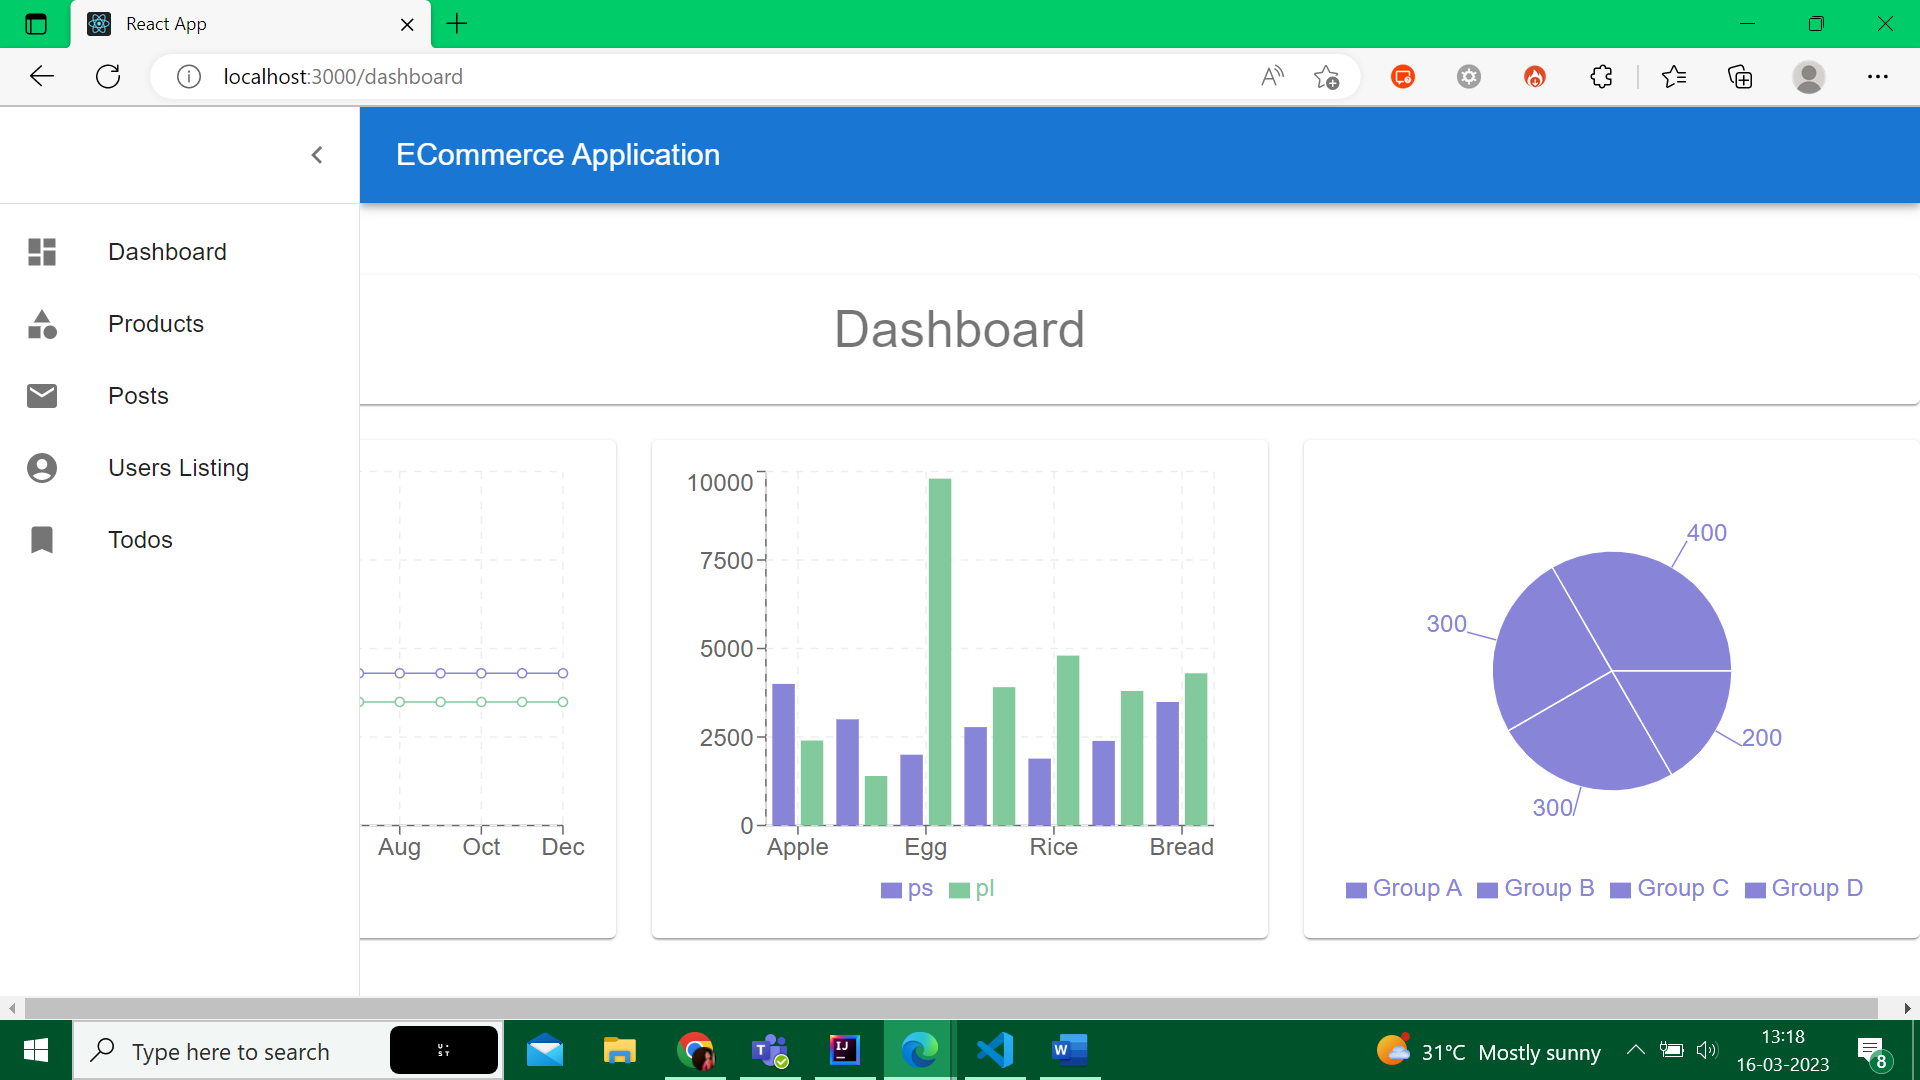 React App
localhost:3000/dashboard
ECommerce Application
Dashboard
Products
Posts
Users Listing
Todos
Dashboard
Aug Oct Dec
10000
7500
5000
2500
0
Apple Egg Rice Bread
ps pl
400
300
200
300
Group A Group B Group C Group D
Type here to search
U •
S T
31°C Mostly sunny
13:18
16-03-2023
8